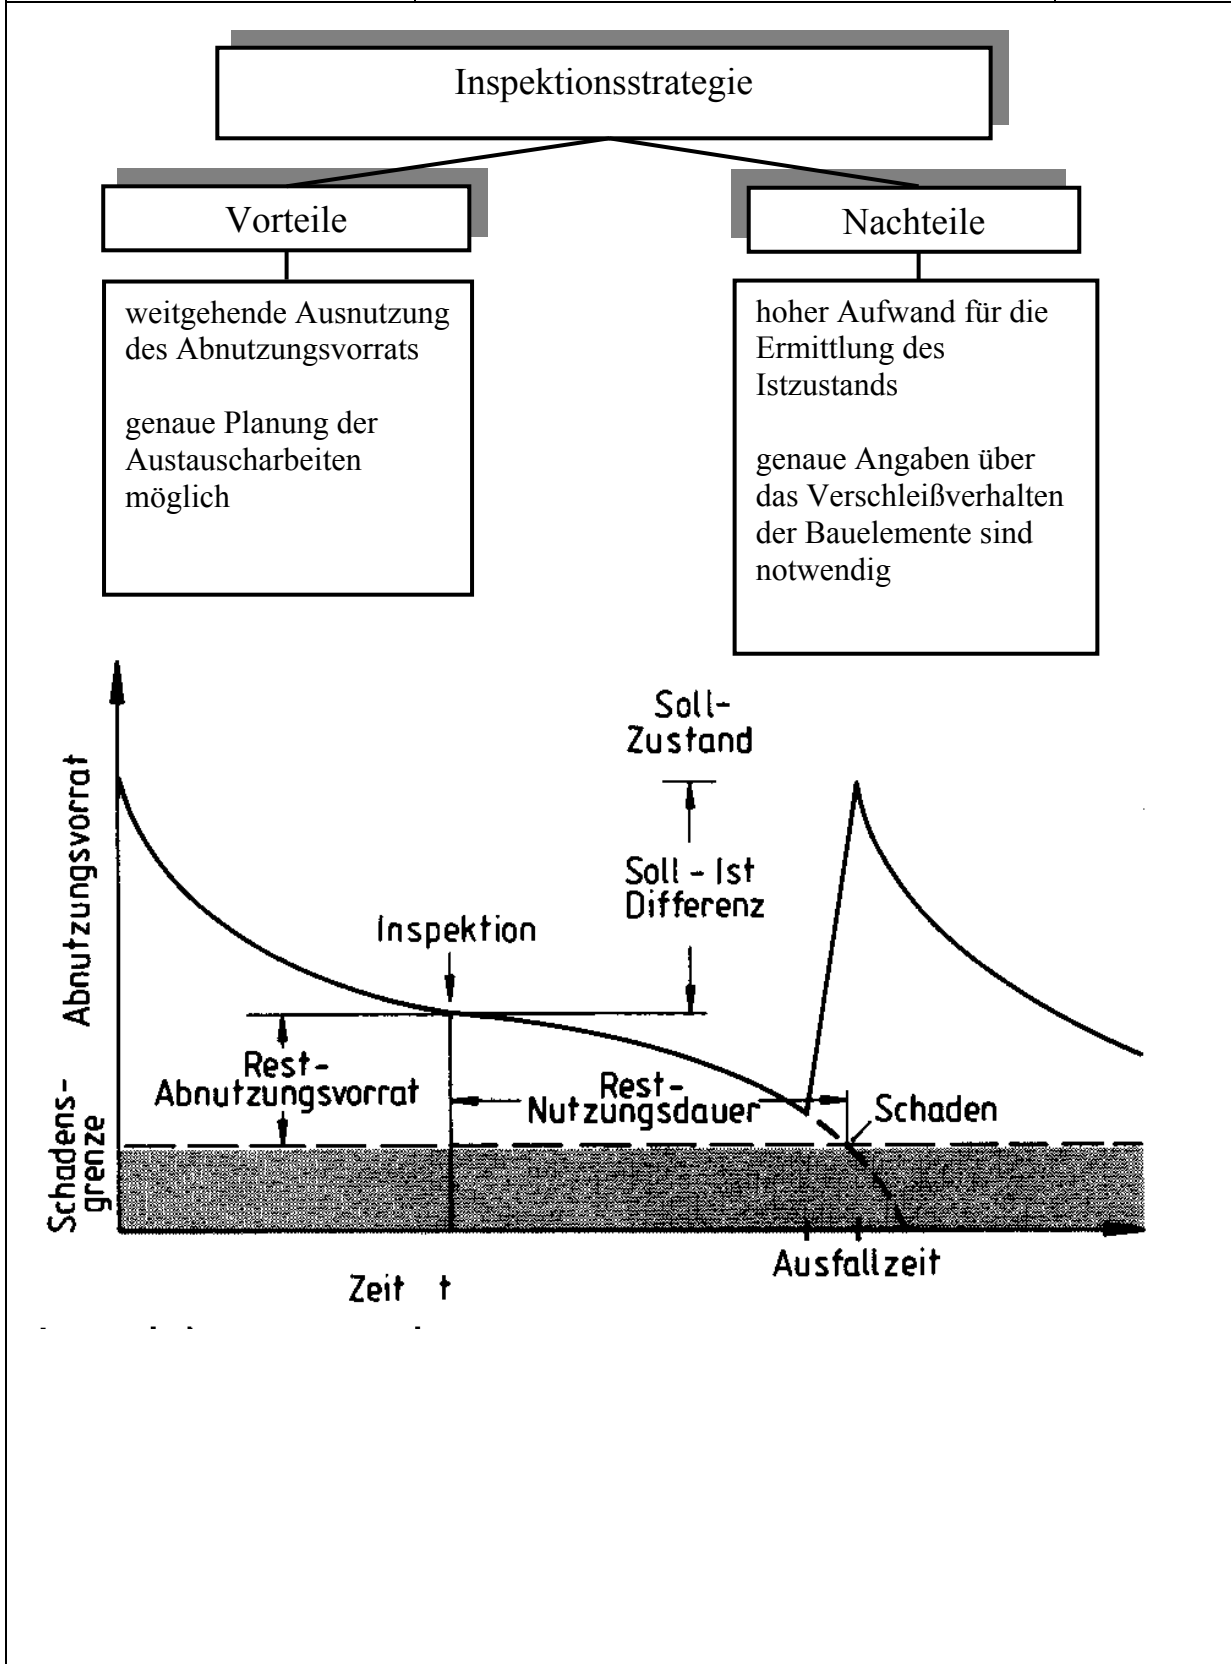 Inspektionsstrategie
Vorteile
Nachteile
weitgehende Ausnutzung
des Abnutzungsvorrats
genaue Planung der
Austauscharbeiten
möglich
hoher Aufwand für die
Ermittlung des
Istzustands
genaue Angaben über
das Verschleißverhalten
der Bauelemente sind
notwendig
Abnutzungsvorrat
Schadens-
grenze
Soll-
Zustand
Soll - Ist
Differenz
Inspektion
Rest-
Abnutzungsvorrat
Rest-
Nutzungsdauer
Schaden
Ausfallzeit
Zeit t